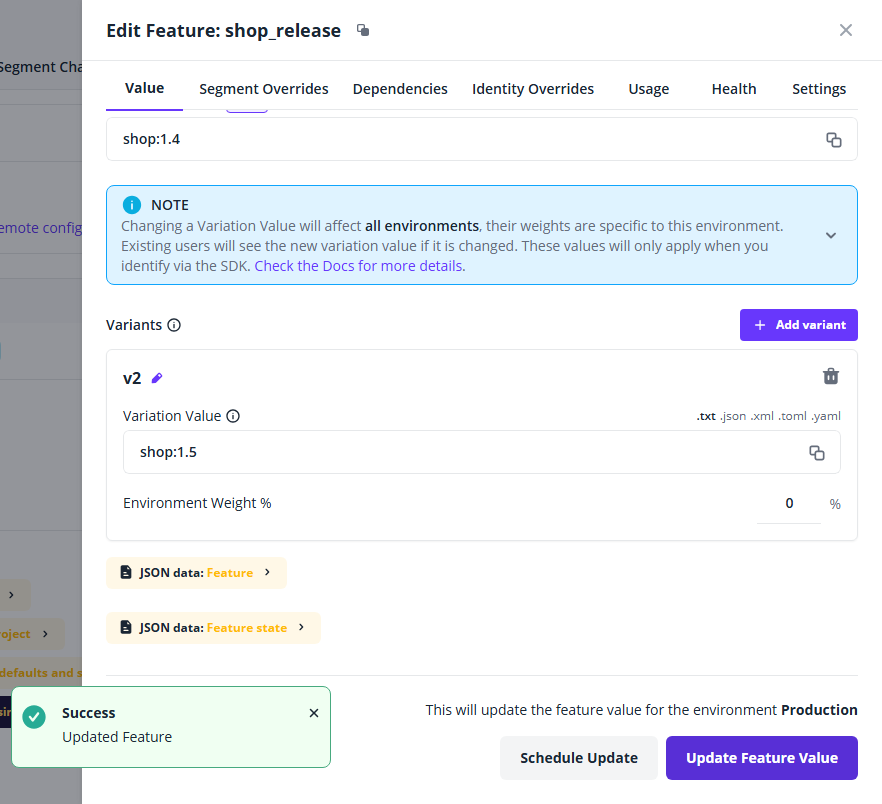 Edit Feature: shop_release
Segment Cha
Value Segment Overrides Dependencies Identity Overrides Usage Health Settings
shop:1.4
NOTE
Changing a Variation Value will affect all environments, their weights are specific to this environment.
Existing users will see the new variation value if it is changed. These values will only apply when you
identify via the SDK. Check the Docs for more details.
emote config
Variants
Add variant
v2
Variation Value
.txt .json .xml .toml .yaml
shop:1.5
Environment Weight %
0 %
JSON data: Feature
JSON data: Feature state
roject
defaults and s
Success
Updated Feature
This will update the feature value for the environment Production
Schedule Update
Update Feature Value